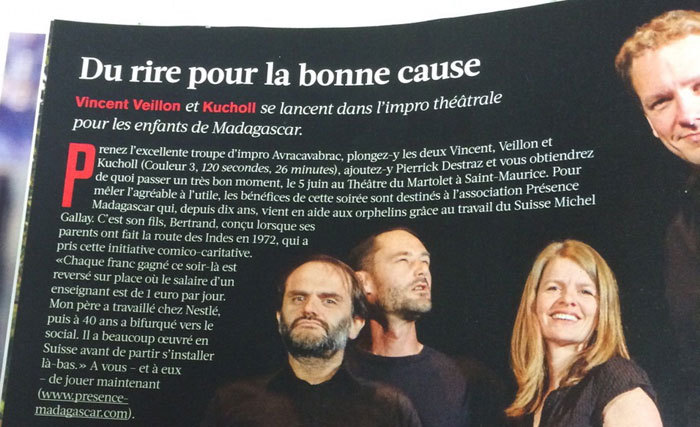 Du rire pour la bonne cause
Vincent Veillon et Kucholl se lancent dans l'impro théâtrale
pour les enfants de Madagascar.
Prenez l'excellente troupe d'impro Avracavabrac, plongez-y les deux Vincent, Veillon et
Kucholl (Couleur 3, 120 secondes, 26 minutes), ajoutez-y Pierrick Destraz et vous obtiendrez
de quoi passer un très bon moment, le 5 juin au Théâtre du Martolet à Saint-Maurice. Pour
mêler l'agréable à l'utile, les bénéfices de cette soirée sont destinés à l'association Présence
Madagascar qui, depuis dix ans, vient en aide aux orphelins grâce au travail du Suisse Michel
Gallay. C'est son fils, Bertrand, conçu lorsque ses
parents ont fait la route des Indes en 1972, qui a
pris cette initiative comico-caritative.
«Chaque franc gagné ce soir-là est
reversé sur place où le salaire d'un
enseignant est de 1 euro par jour.
Mon père a travaillé chez Nestlé,
puis à 40 ans a bifurqué vers le
social. Il a beaucoup œuvré en
Suisse avant de partir s'installer
là-bas.» A vous – et à eux
– de jouer maintenant
(www.presence-
madagascar.com).